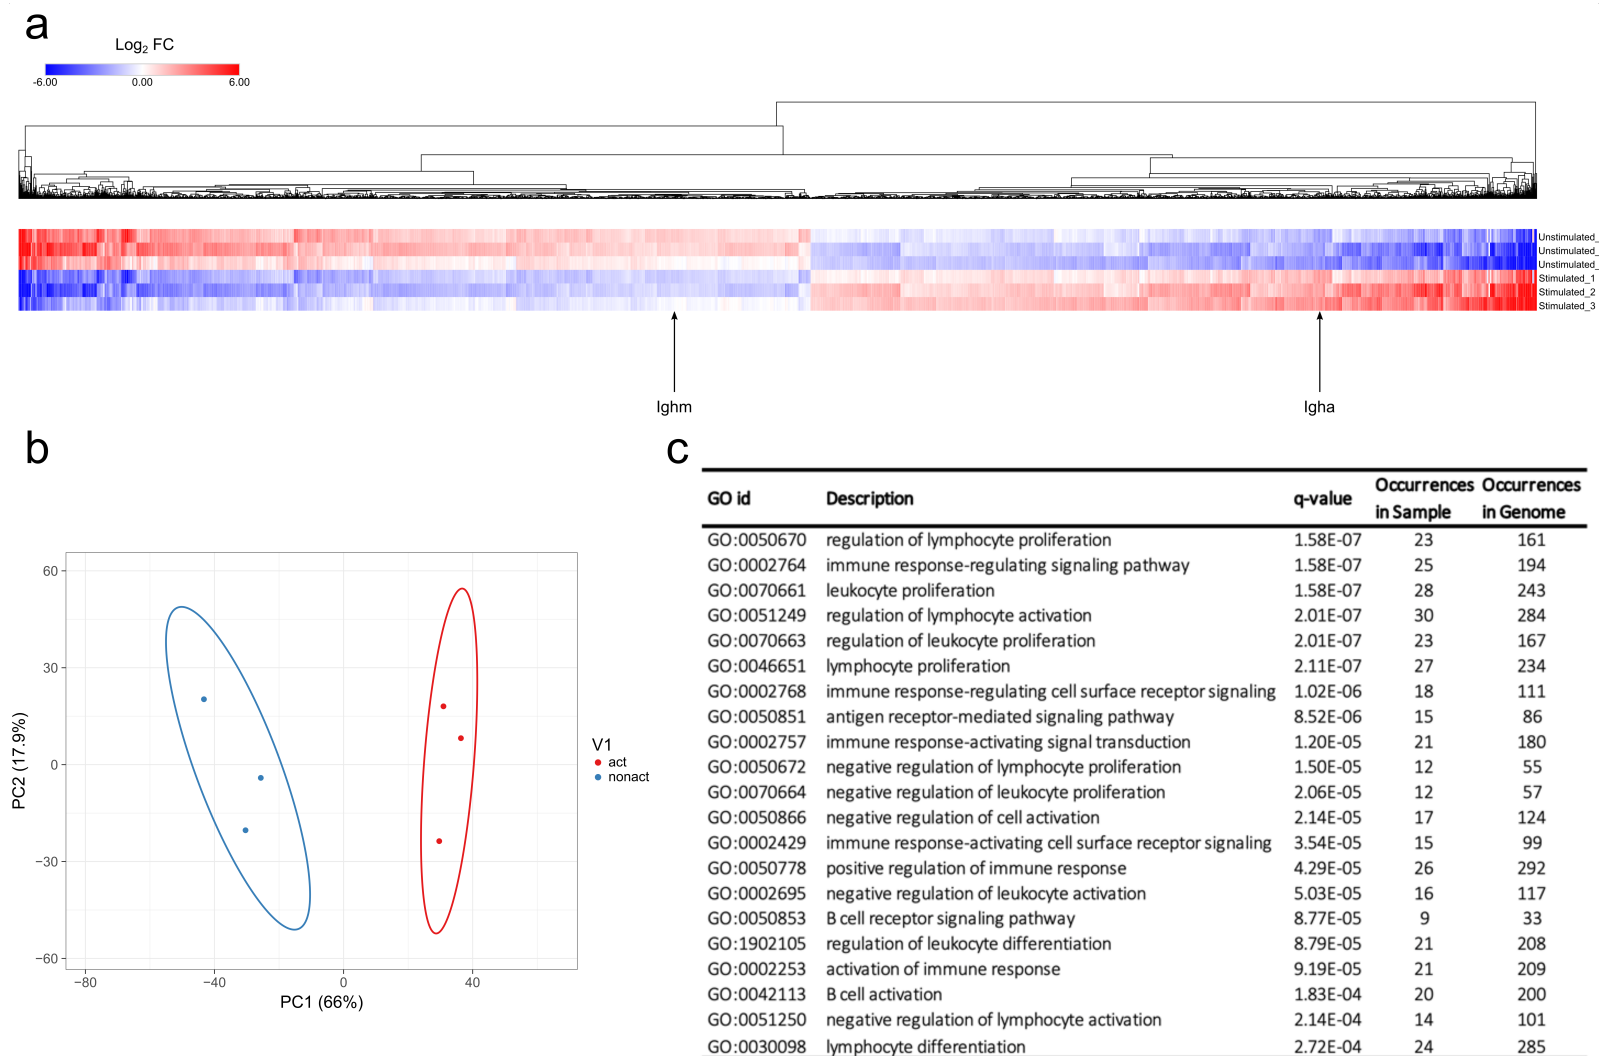 a
Log2 FC
-6.00 0.00 6.00
Unstimulated_
Unstimulated_
Unstimulated_
Stimulated_1
Stimulated_2
Stimulated_3
Ighm Igha
b
60
30
0
−30
−60
−80 −40 0 40
PC1 (66%)
PC2 (17.9%)
V1
act
nonact
c
GO id Description q-value Occurrences in Sample Occurrences in Genome
GO:0050670 regulation of lymphocyte proliferation 1.58E-07 23 161
GO:0002764 immune response-regulating signaling pathway 1.58E-07 25 194
GO:0070661 leukocyte proliferation 1.58E-07 28 243
GO:0051249 regulation of lymphocyte activation 2.01E-07 30 284
GO:0070663 regulation of leukocyte proliferation 2.01E-07 23 167
GO:0046651 lymphocyte proliferation 2.11E-07 27 234
GO:0002768 immune response-regulating cell surface receptor signaling 1.02E-06 18 111
GO:0050851 antigen receptor-mediated signaling pathway 8.52E-06 15 86
GO:0002757 immune response-activating signal transduction 1.20E-05 21 180
GO:0050672 negative regulation of lymphocyte proliferation 1.50E-05 12 55
GO:0070664 negative regulation of leukocyte proliferation 2.06E-05 12 57
GO:0050866 negative regulation of cell activation 2.14E-05 17 124
GO:0002429 immune response-activating cell surface receptor signaling 3.54E-05 15 99
GO:0050778 positive regulation of immune response 4.29E-05 26 292
GO:0002695 negative regulation of leukocyte activation 5.03E-05 16 117
GO:0050853 B cell receptor signaling pathway 8.77E-05 9 33
GO:1902105 regulation of leukocyte differentiation 8.79E-05 21 208
GO:0002253 activation of immune response 9.19E-05 21 209
GO:0042113 B cell activation 1.83E-04 20 200
GO:0051250 negative regulation of lymphocyte activation 2.14E-04 14 101
GO:0030098 lymphocyte differentiation 2.72E-04 24 285